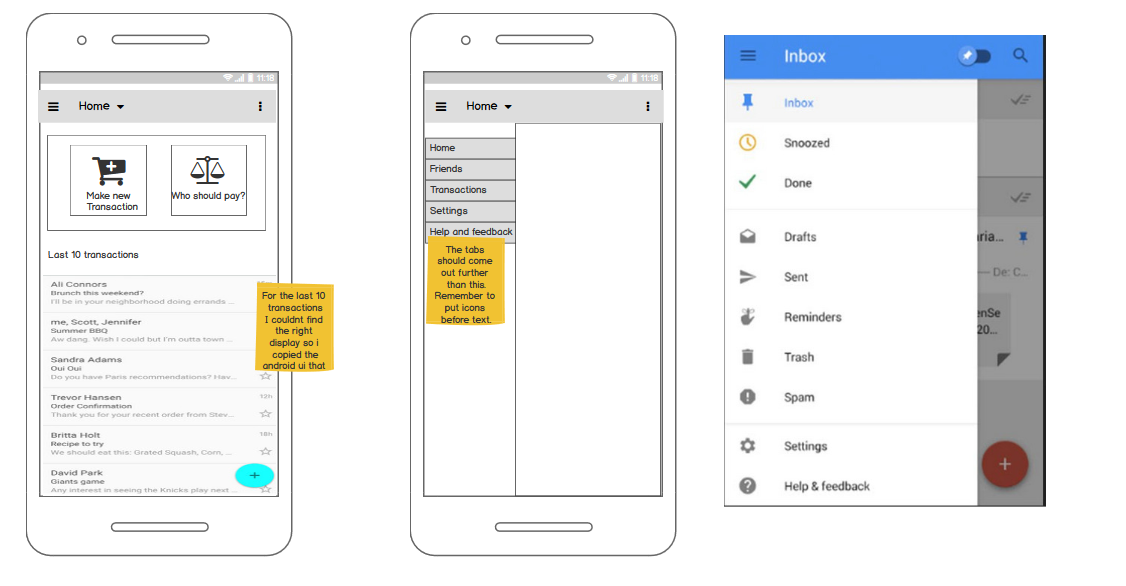 11:18
Home
Make new
Transaction
Who should pay?
Last 10 transactions
Ali Connors
Brunch this weekend?
I'll be in your neighborhood doing errands ...
me, Scott, Jennifer
Summer BBQ
Aw dang. Wish I could but I'm outta town ...
Sandra Adams
Oui Oui
Do you have Paris recommendations? Hav...
Trevor Hansen
12h
Order Confirmation
Thank you for your recent order from Stev...
Britta Holt
18h
Recipe to try
We should eat this: Grated Squash, Corn, ...
David Park
Giants game
Any interest in seeing the Knicks play next ...
+
For the last 10
transactions
I couldnt find
the right
display so i
copied the
android ui that
11:18
Home
Home
Friends
Transactions
Settings
Help and feedback
The tabs
should come
out further
than this.
Remember to
put icons
before text.
Inbox
Inbox
Snoozed
Done
Drafts
Sent
Reminders
Trash
Spam
Settings
Help & feedback
ria...
— De: C...
nSe
20...
+